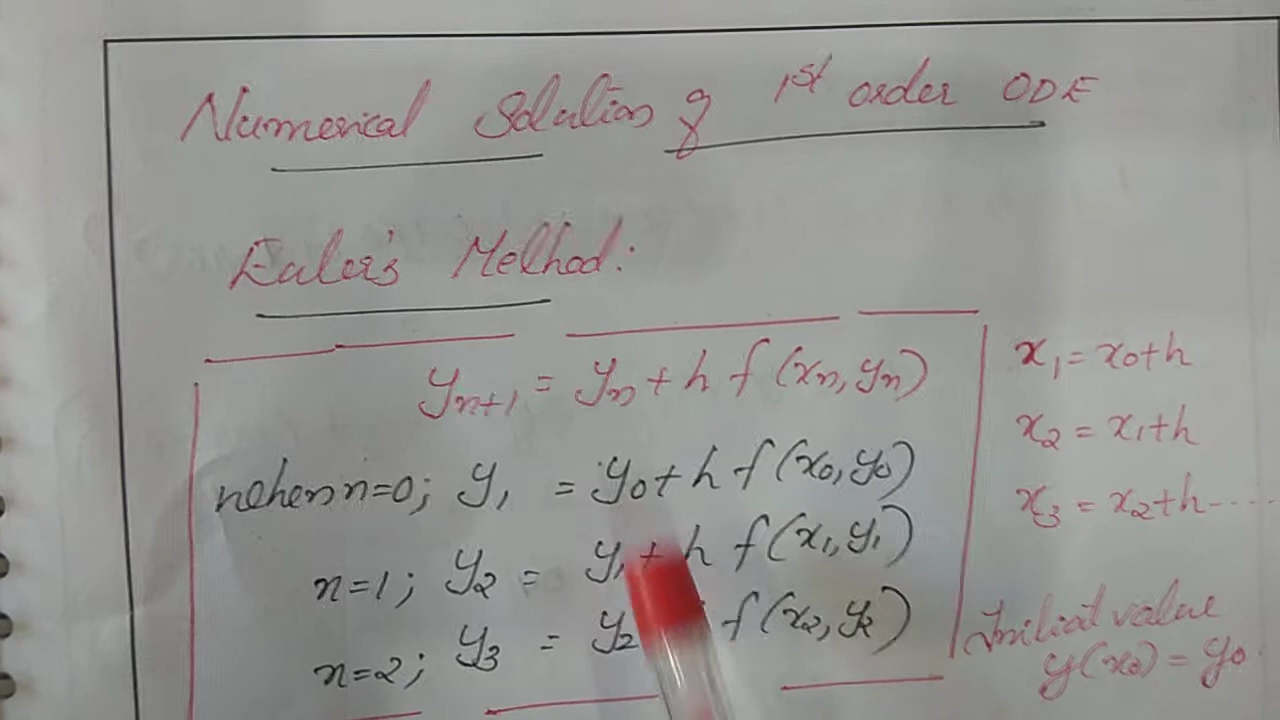 Numerical Solution of 1st order ODE
Euler's Method:
y_{n+1} = y_n + h f(x_n, y_n)
when n=0; y_1 = y_0 + h f(x_0, y_0)
n=1; y_2 = y_1 + h f(x_1, y_1)
n=2; y_3 = y_2 f(x_2, y_2)
x_1 = x_0+h
x_2 = x_1+h
x_3 = x_2+h-----
Initial value
y(x_0) = y_0